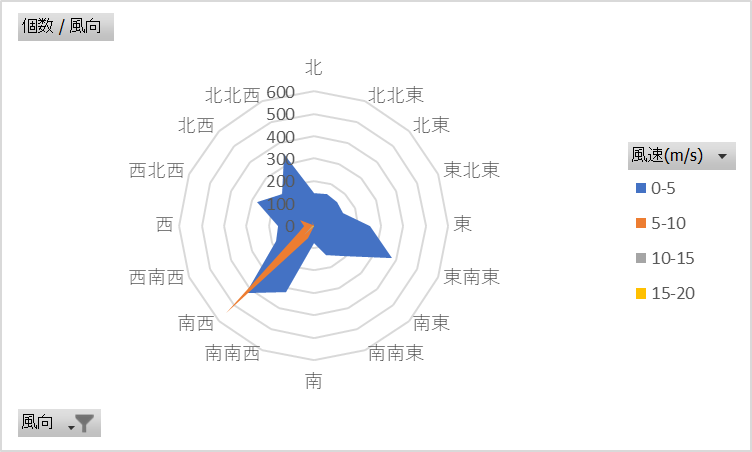 個数 / 風向
北
北北東
北東
東北東
東
東南東
南東
南南東
南
南南西
南西
西南西
西
西北西
北西
北北西
600
500
400
300
200
100
0
風速(m/s)
0-5
5-10
10-15
15-20
風向